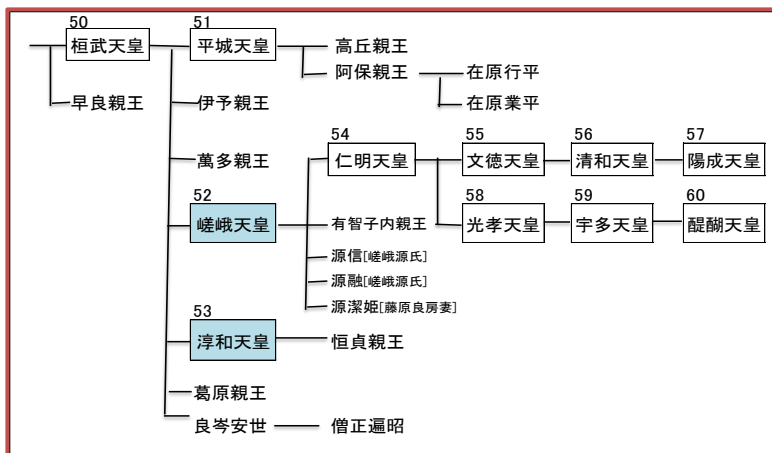 50
桓武天皇
51
平城天皇
高丘親王
阿保親王
在原行平
在原業平
早良親王
伊予親王
萬多親王
52
嵯峨天皇
54
仁明天皇
55
文徳天皇
56
清和天皇
57
陽成天皇
58
光孝天皇
59
宇多天皇
60
醍醐天皇
有智子内親王
源信[嵯峨源氏]
源融[嵯峨源氏]
源潔姫[藤原良房妻]
53
淳和天皇
恒貞親王
葛原親王
良岑安世
僧正遍昭